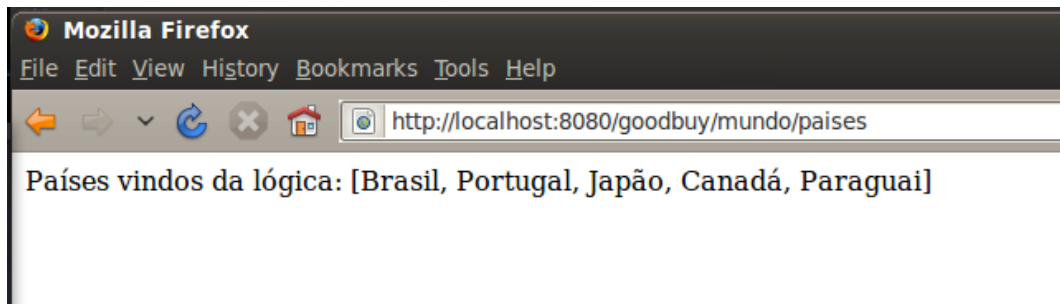 Mozilla Firefox
File Edit View History Bookmarks Tools Help
http://localhost:8080/goodbuy/mundo/paises
Países vindos da lógica: [Brasil, Portugal, Japão, Canadá, Paraguai]